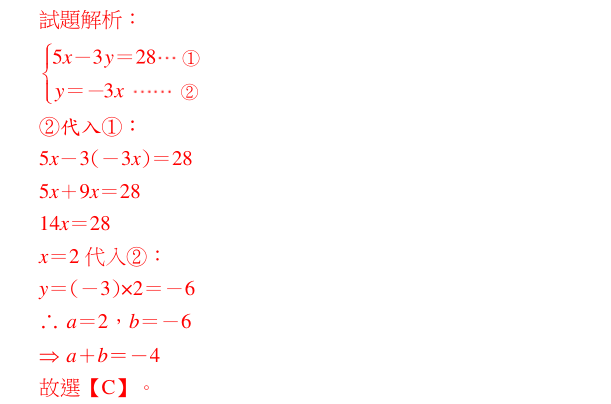 試題解析：
5x－3y＝28… ①
y＝－3x …… ②
②代入①：
5x－3(－3x)＝28
5x＋9x＝28
14x＝28
x＝2 代入②：
y＝(－3)×2＝－6
∴ a＝2，b＝－6
⇒ a＋b＝－4
故選【C】。